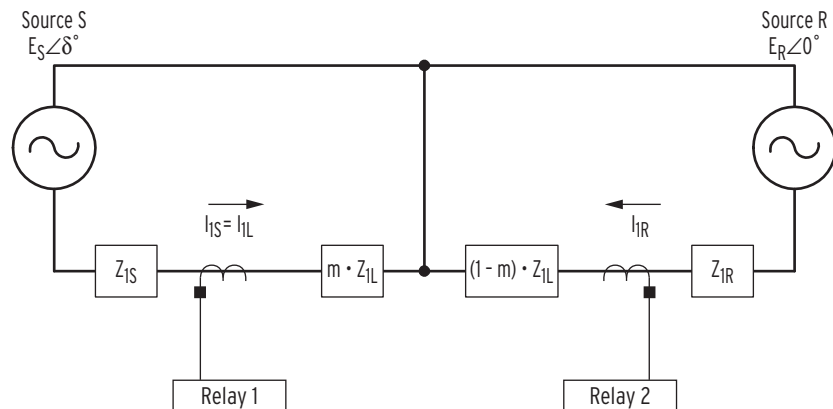 Source S
E_S∠δ°
Source R
E_R∠0°
I_1S = I_1L
I_1R
Z_1S
m · Z_1L
(1 - m) · Z_1L
Z_1R
Relay 1
Relay 2